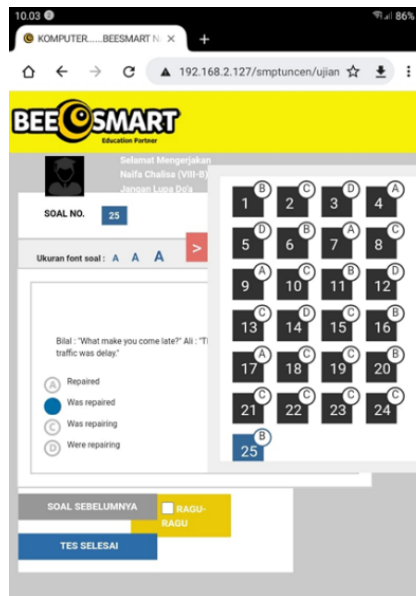 10.03
86%
KOMPUTER......BEESMART N
192.168.2.127/smptuncen/ujian
BEESMART
Education Partner
Selamat Mengerjakan
Naifa Chalisa (VIII-B)
Jangan Lupa Do'a
SOAL NO. 25
Ukuran font soal : A A A
>
Bilal : "What make you come late?" Ali : "T
traffic was delay."
A Repaired
Was repaired
C Was repairing
D Were repairing
1 B 2 C 3 D 4 A
5 D 6 B 7 A 8 C
9 A 10 C 11 B 12 D
13 C 14 D 15 C 16 B
17 A 18 C 19 C 20 B
21 C 22 C 23 C 24 C
25 B
SOAL SEBELUMNYA
RAGU-
RAGU
TES SELESAI